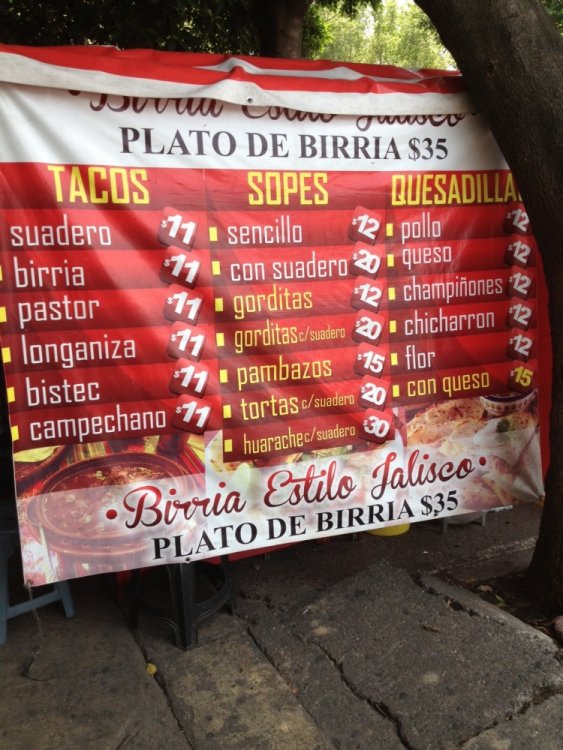 Birria Estilo Jalisco
PLATO DE BIRRIA $35
TACOS
suadero $11
birria $11
pastor $11
longaniza $11
bistec $11
campechano $11
SOPES
sencillo $12
con suadero $20
gorditas $12
gorditas c/suadero $20
pambazos $15
tortas c/suadero $20
huarache c/suadero $30
QUESADILLA
pollo $12
queso $12
champiñones $12
chicharron $12
flor $12
con queso $15
Birria Estilo Jalisco
PLATO DE BIRRIA $35